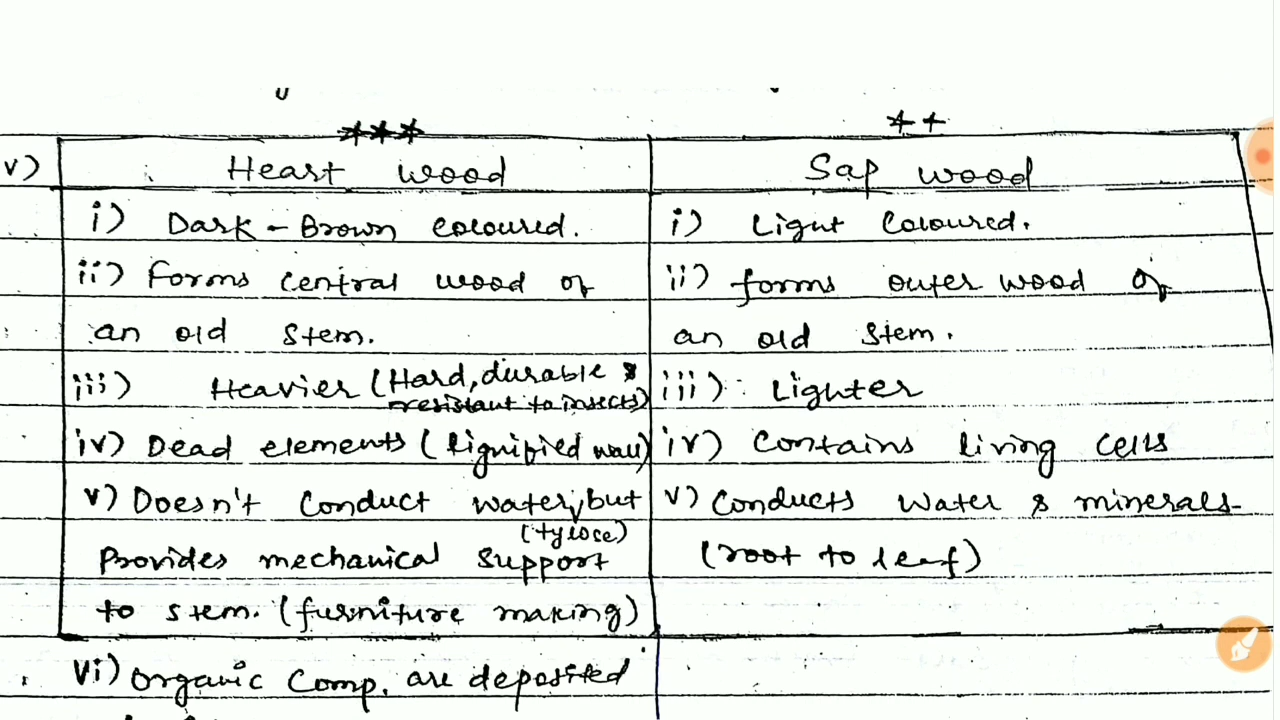 *** **
v) Heart wood Sap wood
i) Dark - Brown coloured. i) Light Coloured.
ii) Forms central wood of ii) forms outer wood of
an old stem. an old stem.
iii) Heavier (Hard, durable & iii) Lighter
resistant to insects)
iv) Dead elements (Lignified wall) iv) Contains living cells
v) Doesn't Conduct water, but v) Conducts water & minerals
(tylose)
Provides mechanical support (root to leaf)
to stem. (furniture making)
vi) Organic Comp. are deposited